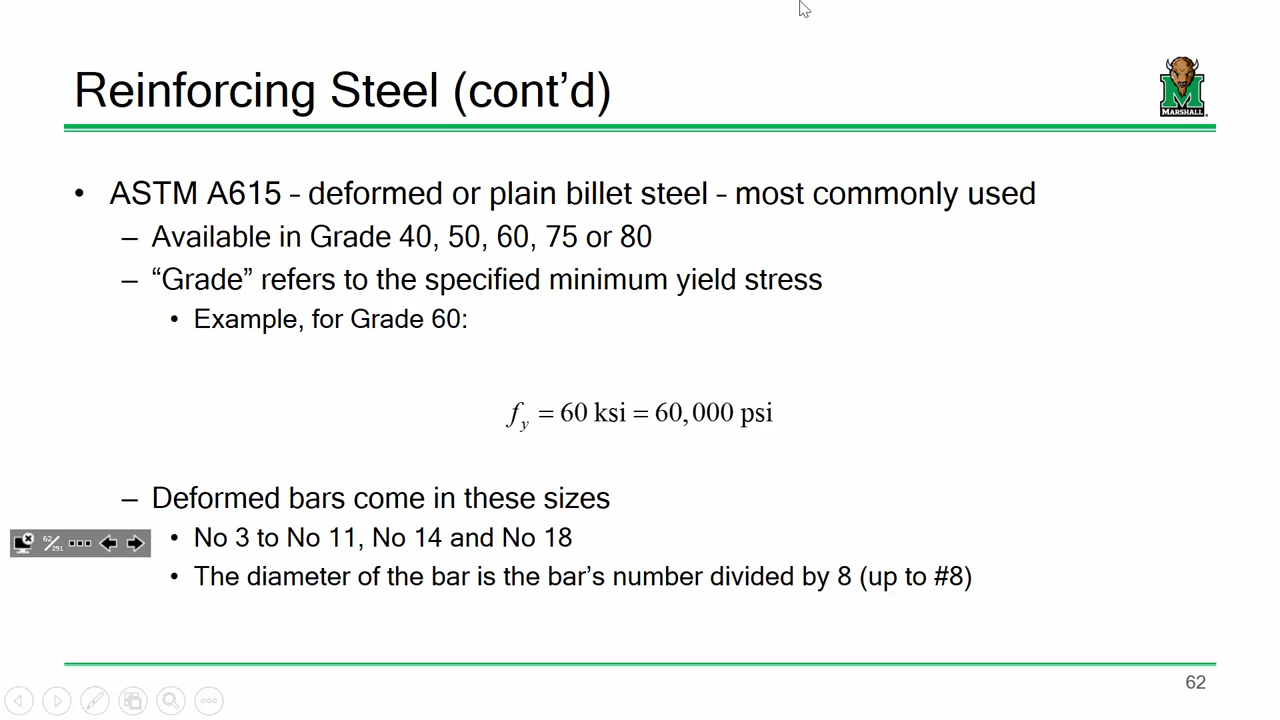 Reinforcing Steel (cont’d)
MARSHALL
• ASTM A615 – deformed or plain billet steel – most commonly used
– Available in Grade 40, 50, 60, 75 or 80
– “Grade” refers to the specified minimum yield stress
• Example, for Grade 60:
f_y = 60 ksi = 60,000 psi
– Deformed bars come in these sizes
• No 3 to No 11, No 14 and No 18
62/291
• The diameter of the bar is the bar’s number divided by 8 (up to #8)
62